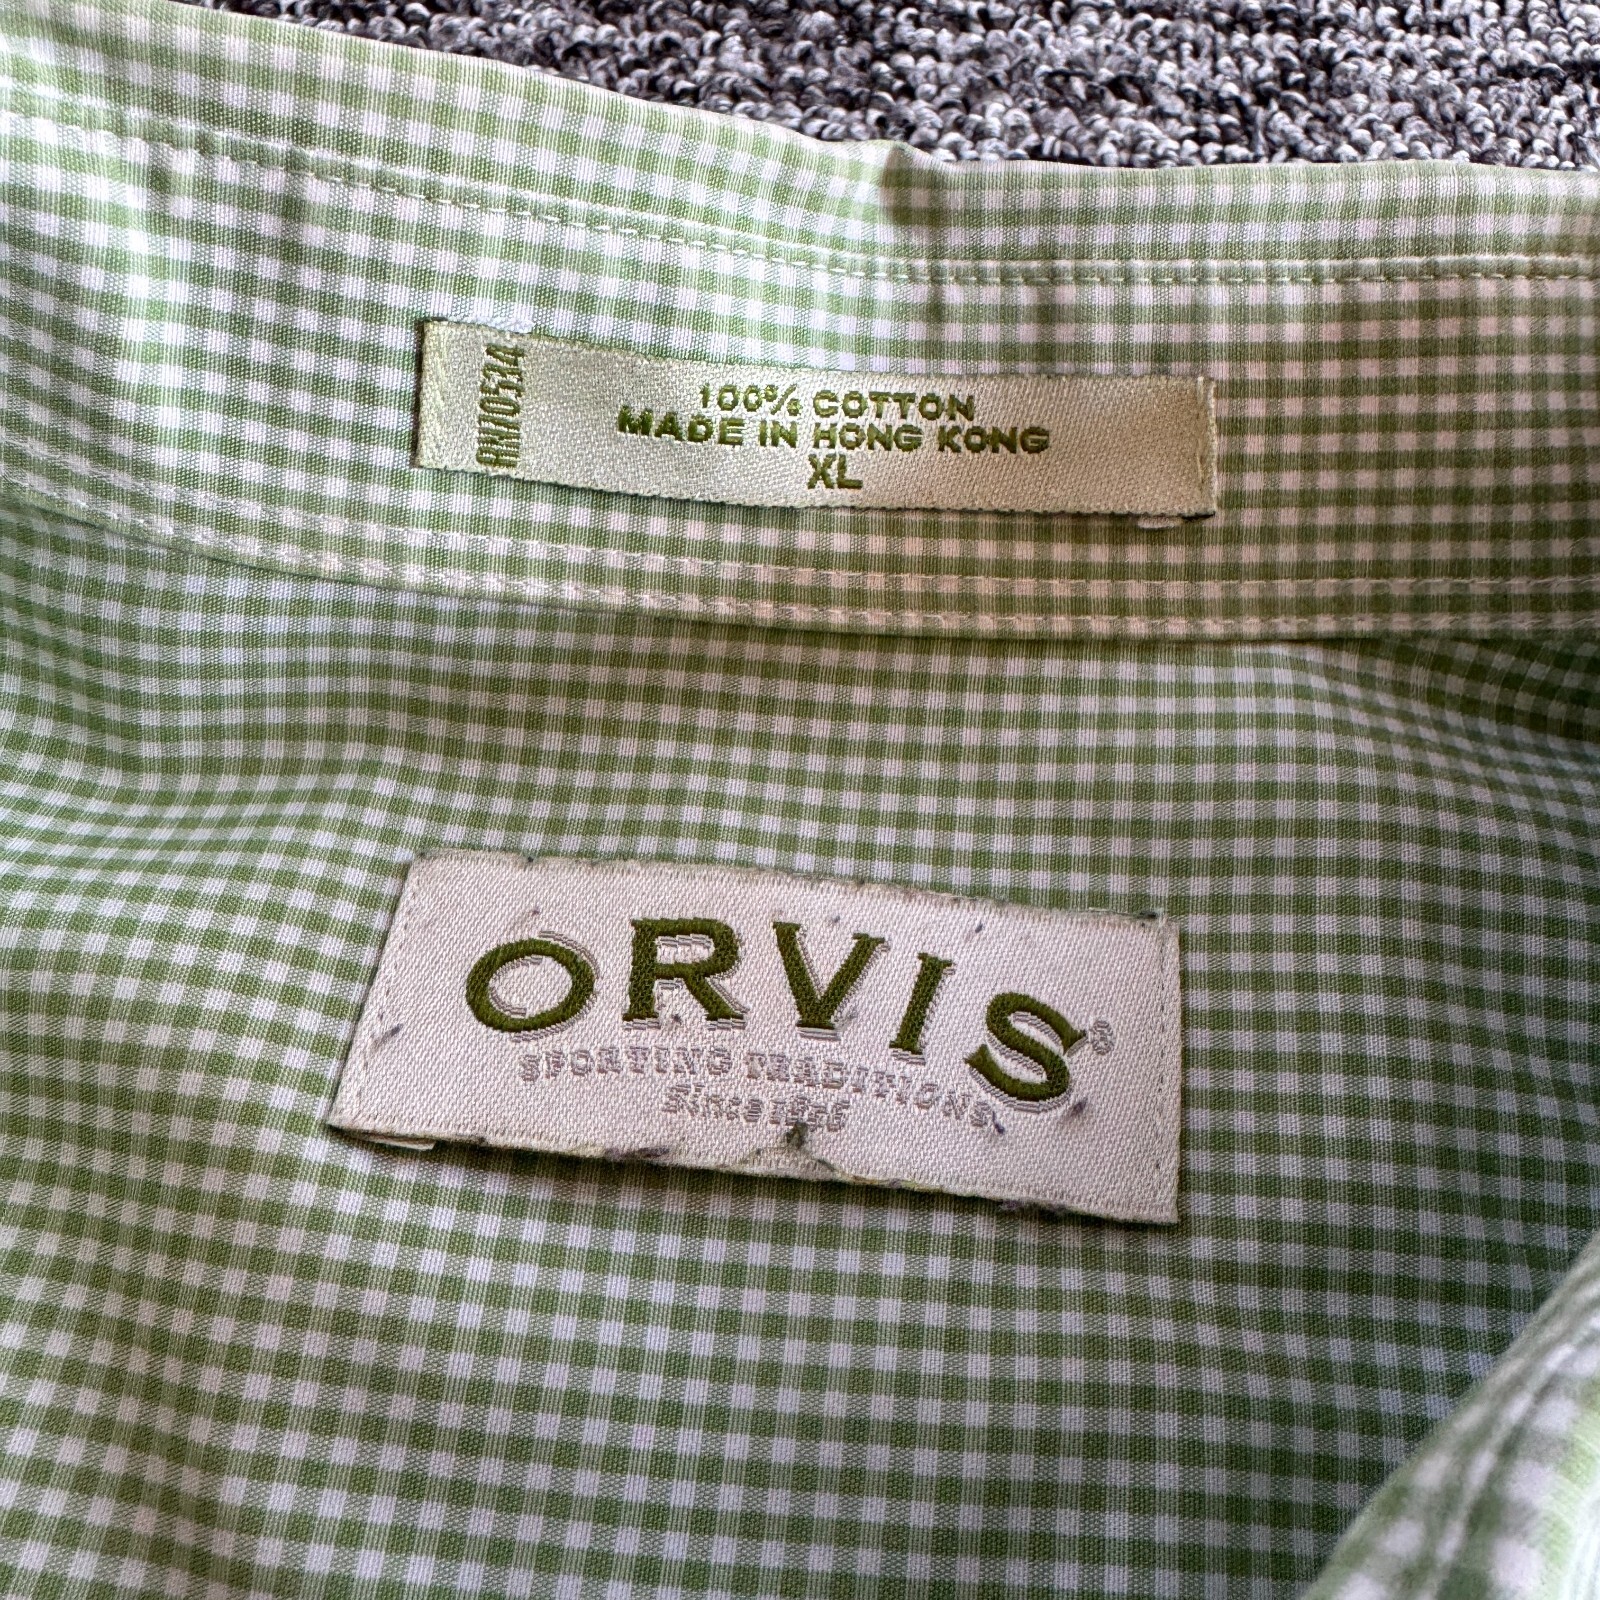 RN70534
100% COTTON
MADE IN HONG KONG
XL
ORVIS®
SPORTING TRADITIONS
Since 1856